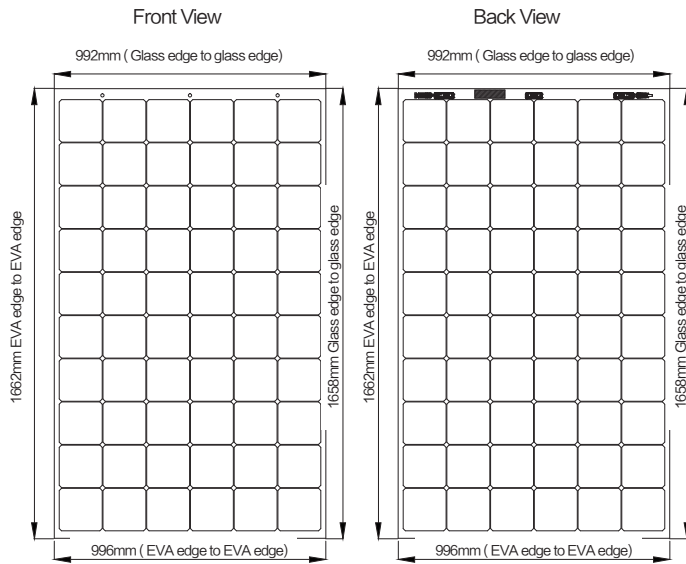 Front View
Back View
992mm ( Glass edge to glass edge)
992mm ( Glass edge to glass edge)
1662mm EVA edge to EVA edge
1658mm Glass edge to glass edge
1662mm EVA edge to EVA edge
1658mm Glass edge to glass edge
996mm ( EVA edge to EVA edge)
996mm ( EVA edge to EVA edge)